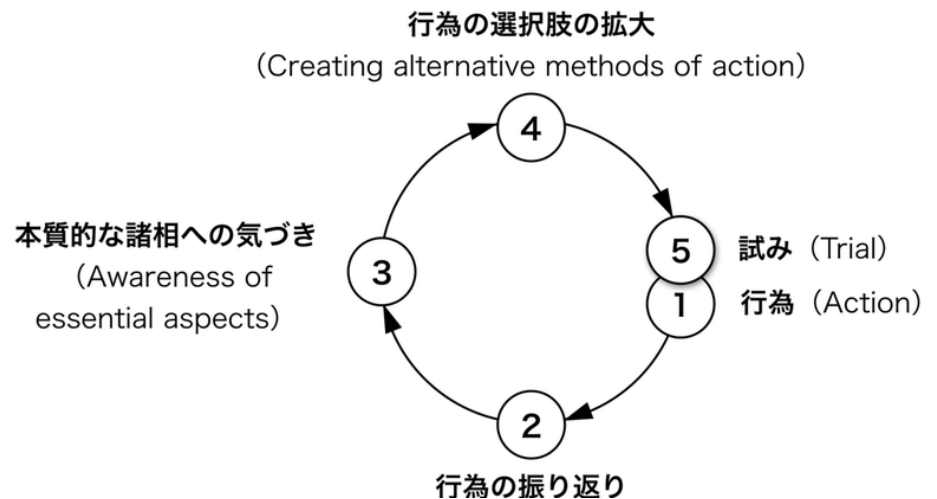 行為の選択肢の拡大
（Creating alternative methods of action）
4
本質的な諸相への気づき
（Awareness of
essential aspects）
3
5
試み（Trial）
1
行為（Action）
2
行為の振り返り